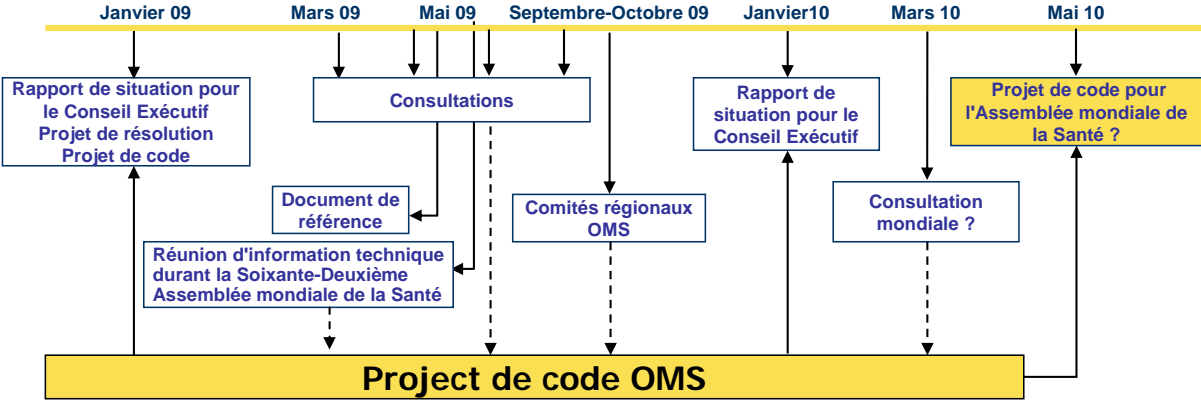 Janvier 09
Mars 09
Mai 09
Septembre-Octobre 09
Janvier10
Mars 10
Mai 10
Rapport de situation pour
le Conseil Exécutif
Projet de résolution
Projet de code
Consultations
Rapport de
situation pour le
Conseil Exécutif
Projet de code pour
l'Assemblée mondiale de
la Santé ?
Document de
référence
Comités régionaux
OMS
Consultation
mondiale ?
Réunion d'information technique
durant la Soixante-Deuxième
Assemblée mondiale de la Santé
Project de code OMS